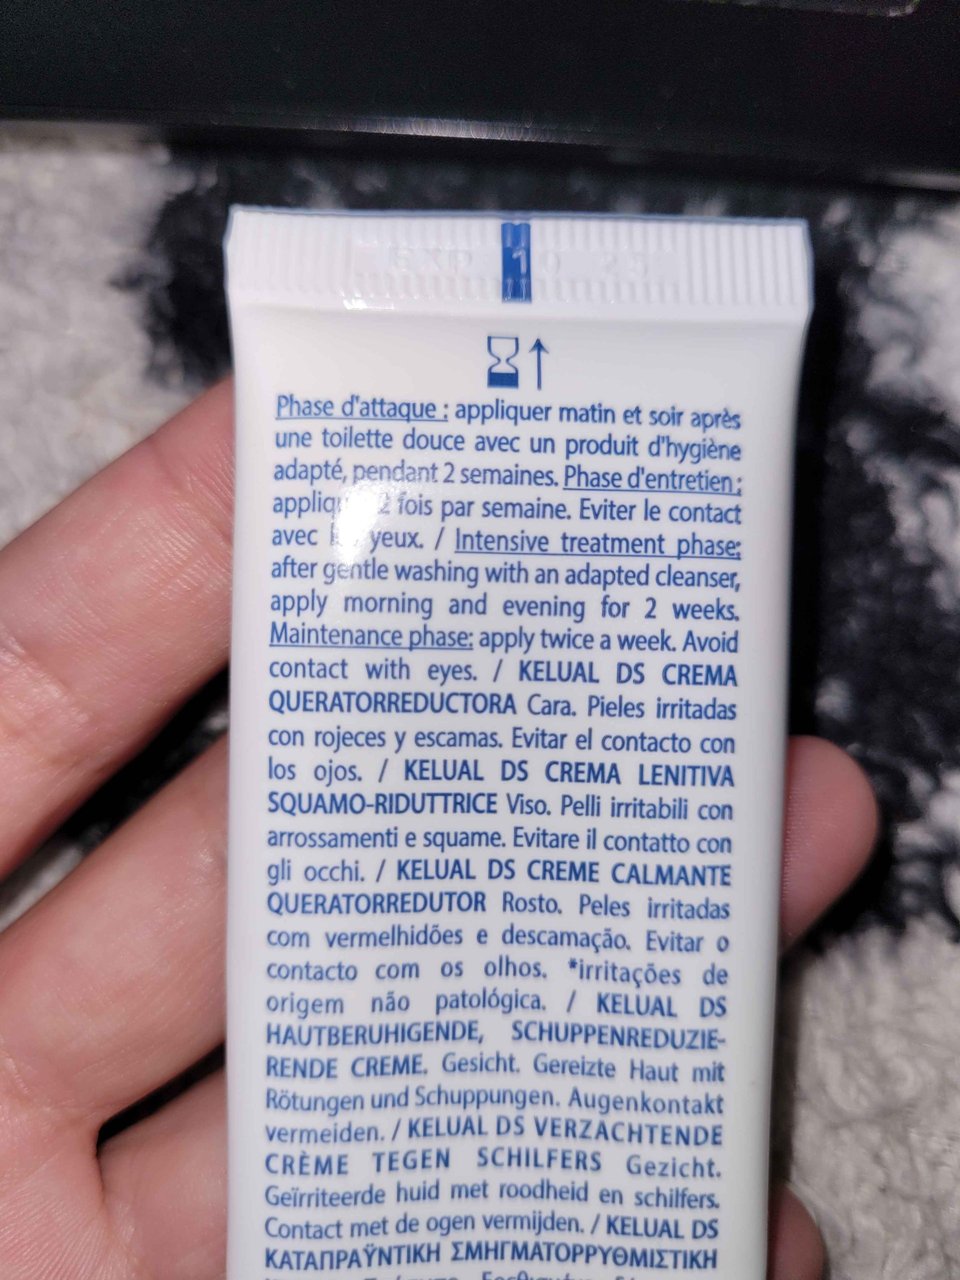 EXP 10 25
Phase d'attaque : appliquer matin et soir après
une toilette douce avec un produit d'hygiène
adapté, pendant 2 semaines. Phase d'entretien :
2 fois par semaine. Eviter le contact
avec yeux. / Intensive treatment phase:
after gentle washing with an adapted cleanser,
apply morning and evening for 2 weeks.
Maintenance phase: apply twice a week. Avoid
contact with eyes. / KELUAL DS CREMA
QUERATORREDUCTORA Cara. Pieles irritadas
con rojeces y escamas. Evitar el contacto con
los ojos. / KELUAL DS CREMA LENITIVA
SQUAMO-RIDUTTRICE Viso. Pelli irritabili con
arrossamenti e squame. Evitare il contatto con
gli occhi. / KELUAL DS CREME CALMANTE
QUERATORREDUTOR Rosto. Peles irritadas
com vermelhidões e descamação. Evitar o
contacto com os olhos. *irritações de
origem não patológica. / KELUAL DS
HAUTBERUHIGENDE, SCHUPPENREDUZIE-
RENDE CREME. Gesicht. Gereizte Haut mit
Rötungen und Schuppungen. Augenkontakt
vermeiden. / KELUAL DS VERZACHTENDE
CRÈME TEGEN SCHILFERS Gezicht.
Geïrriteerde huid met roodheid en schilfers.
Contact met de ogen vermijden. / KELUAL DS
ΚΑΤΑΠΡΑΫΝΤΙΚΗ ΣΜΗΓΜΑΤΟΡΡΥΘΜΙΣΤΙΚΗ